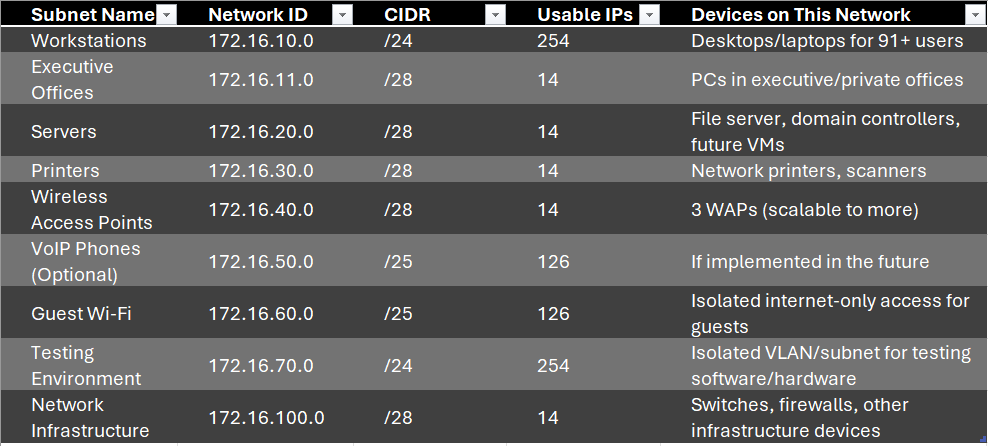 Subnet Name Network ID CIDR Usable IPs Devices on This Network
Workstations 172.16.10.0 /24 254 Desktops/laptops for 91+ users
Executive
Offices 172.16.11.0 /28 14 PCs in executive/private offices
Servers 172.16.20.0 /28 14 File server, domain controllers,
future VMs
Printers 172.16.30.0 /28 14 Network printers, scanners
Wireless
Access Points 172.16.40.0 /28 14 3 WAPs (scalable to more)
VoIP Phones
(Optional) 172.16.50.0 /25 126 If implemented in the future
Guest Wi-Fi 172.16.60.0 /25 126 Isolated internet-only access for
guests
Testing
Environment 172.16.70.0 /24 254 Isolated VLAN/subnet for testing
software/hardware
Network
Infrastructure 172.16.100.0 /28 14 Switches, firewalls, other
infrastructure devices